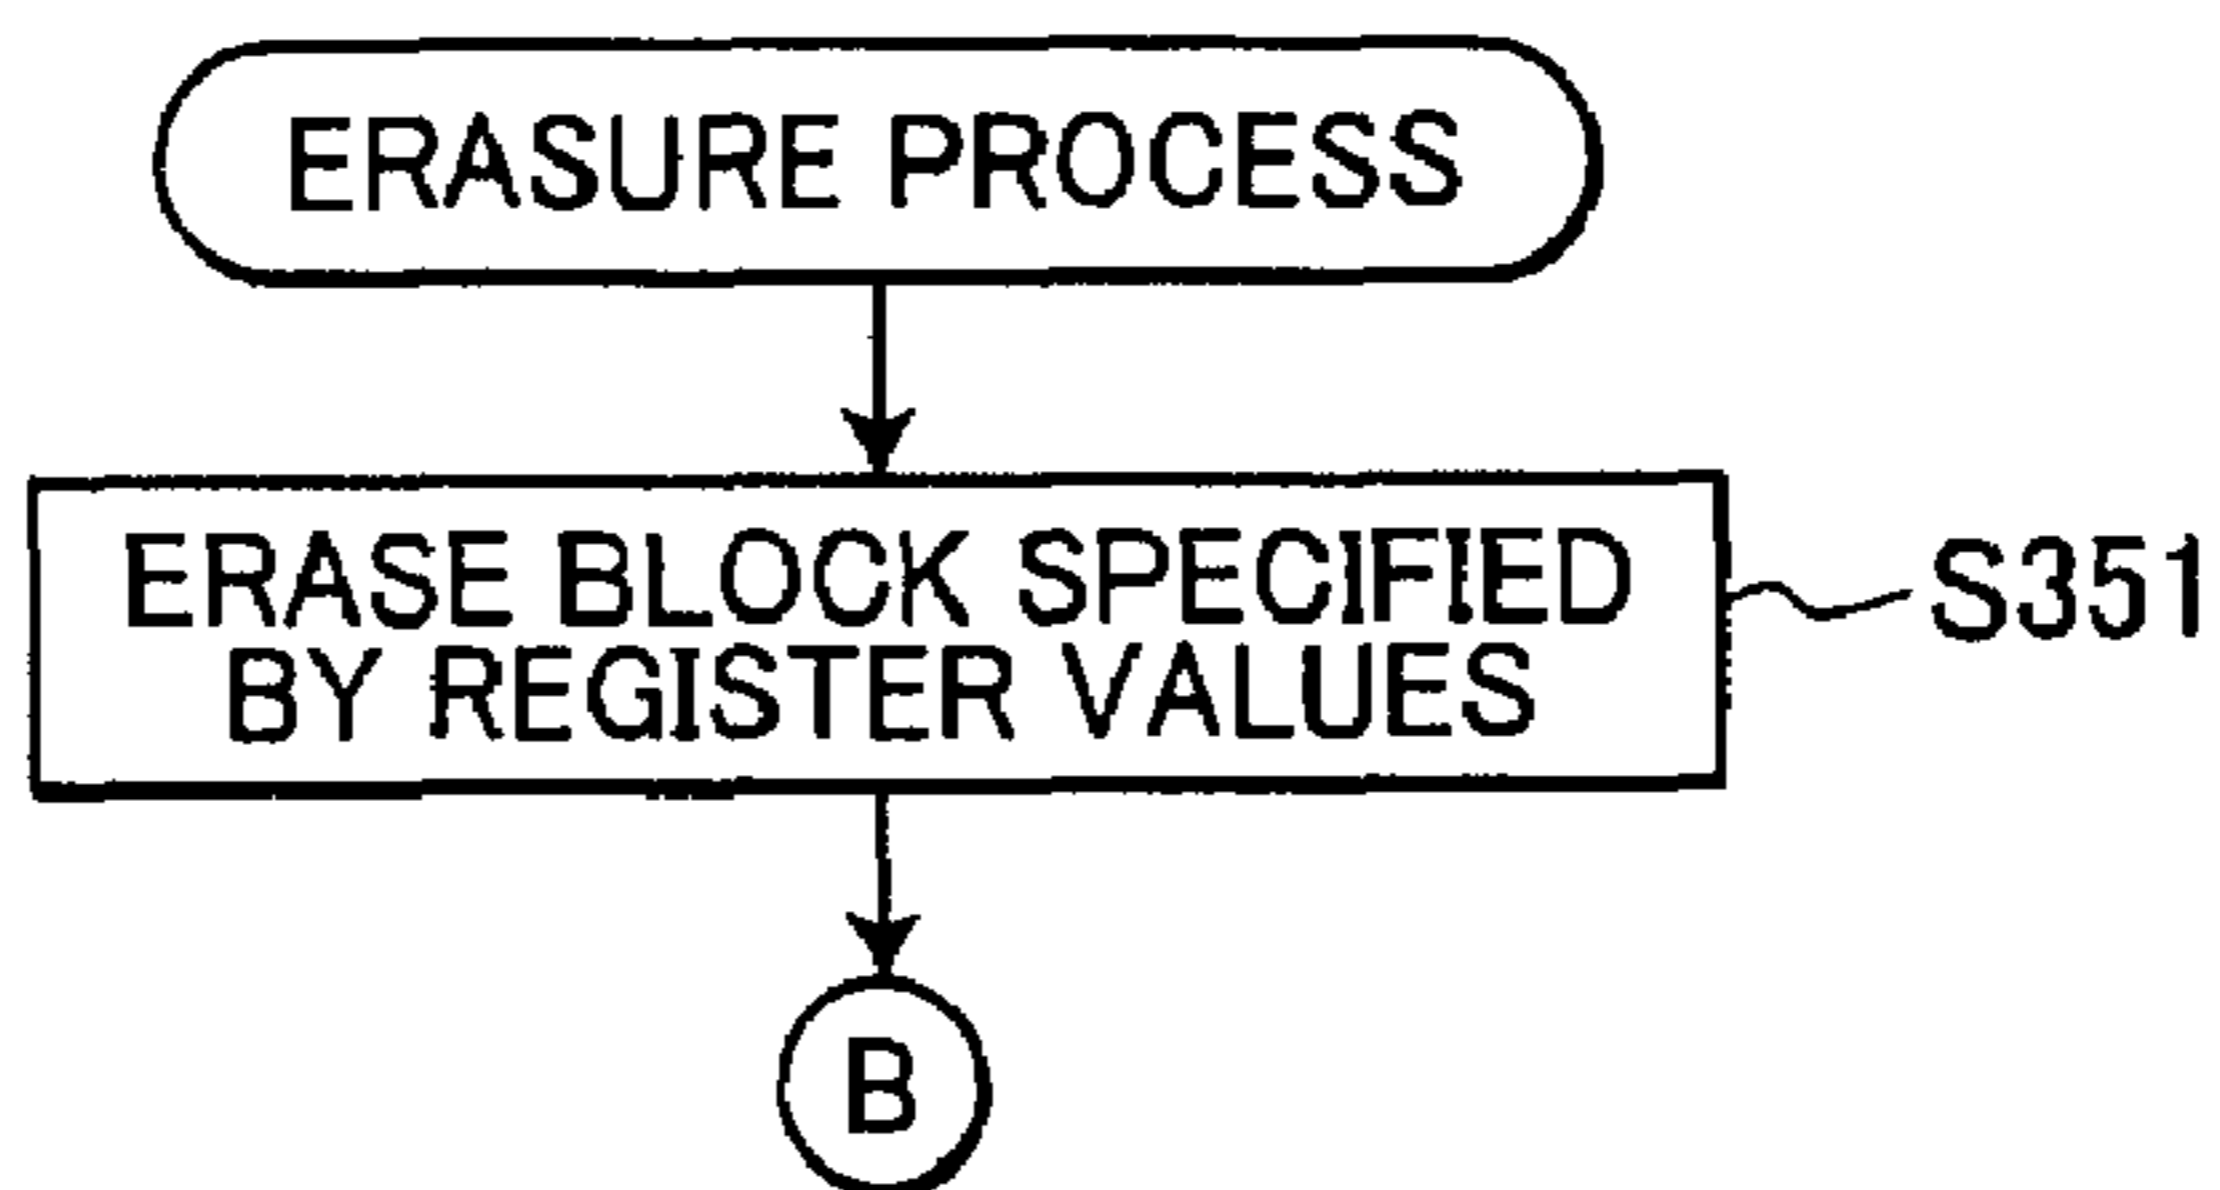 ERASURE PROCESS
ERASE BLOCK SPECIFIED
BY REGISTER VALUES
S351
B